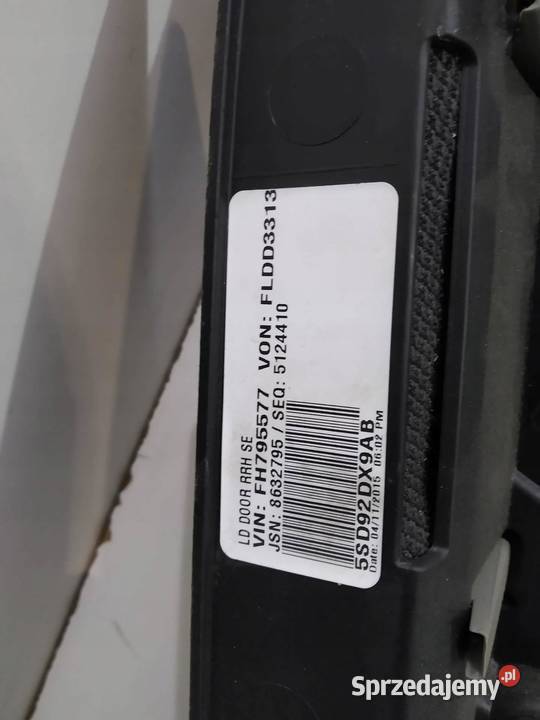 LD DOOR RRH SE
VIN: FH795577 VON: FLDD3313
JSN: 8632795 / SEQ: 5124410
5SD92DX9AB
Date: 04/11/2015 06:02 PM
Sprzedajemy.pl